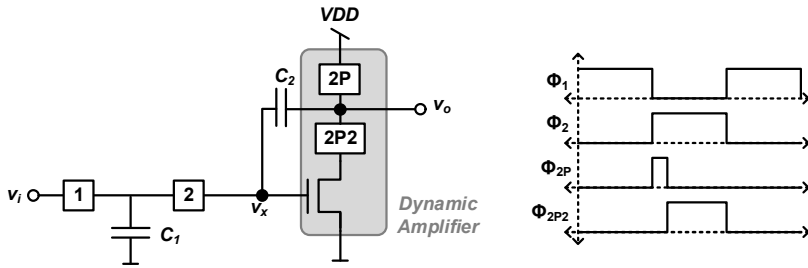 VDD
2P
C2
vo
2P2
vi
1
2
vx
C1
Dynamic
Amplifier
Φ1
Φ2
Φ2P
Φ2P2